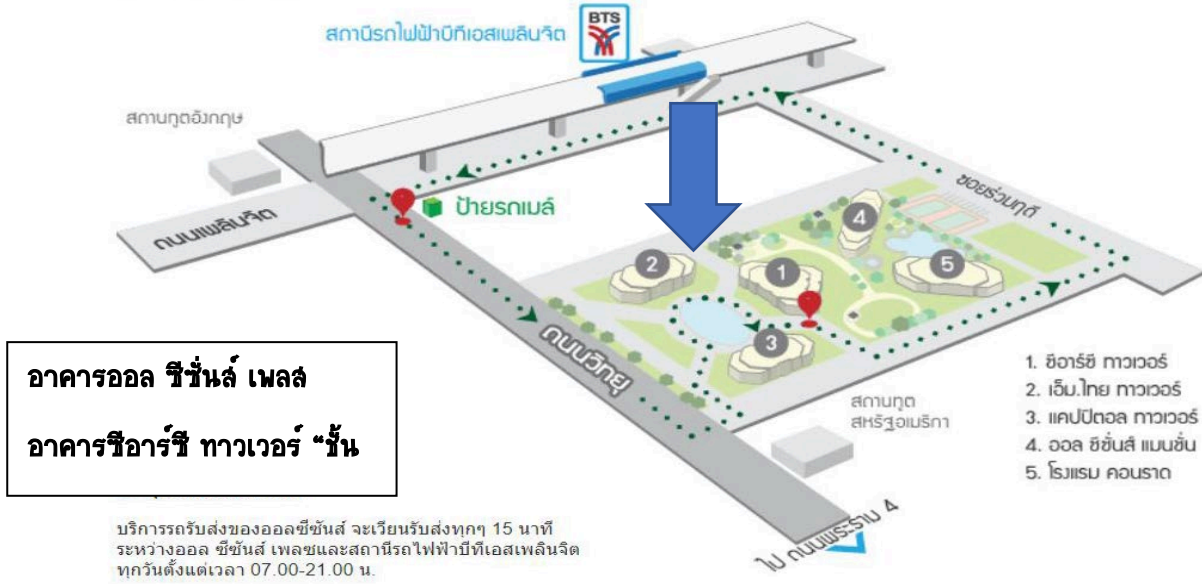 BTS
สถานีรถไฟฟ้าบีทีเอสเพลินจิต
สถานทูตอังกฤษ
ถนนเพลินจิต
ป้ายรถเมล์
ซอยร่วมฤดี
4
2
1
5
3
ถนนวิทยุ
อาคารออล ซีซั่นส์ เพลส
อาคารซีอาร์ซี ทาวเวอร์ “ชั้น
สถานทูต
สหรัฐอเมริกา
1. ซีอาร์ซี ทาวเวอร์
2. เอ็ม.ไทย ทาวเวอร์
3. แคปปิตอล ทาวเวอร์
4. ออล ซีซั่นส์ แมนชั่น
5. โรงแรม คอนราด
ไป ถนนพระราม 4
บริการรถรับส่งของออลซีซันส์ จะเวียนรับส่งทุกๆ 15 นาที
ระหว่างออล ซีซันส์ เพลซและสถานีรถไฟฟ้าบีทีเอสเพลินจิต
ทุกวันตั้งแต่เวลา 07.00-21.00 น.